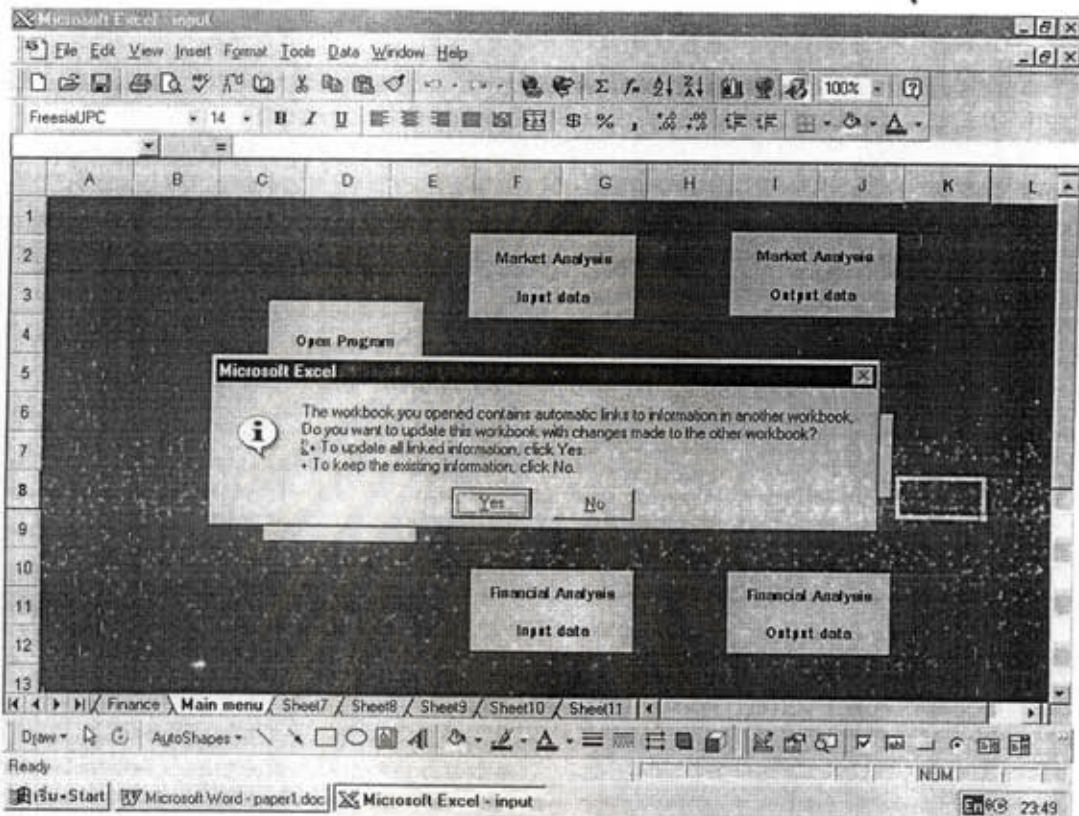 Microsoft Excel - input
File Edit View Insert Format Tools Data Window Help
100%
FreesiaUPC 14 B I U $ % ,
=
A B C D E F G H I J K L
1
2
3
4
5
6
7
8
9
10
11
12
13
Market Analysis
Input data
Market Analysis
Output data
Open Program
Microsoft Excel
The workbook you opened contains automatic links to information in another workbook.
Do you want to update this workbook with changes made to the other workbook?
• To update all linked information, click Yes.
• To keep the existing information, click No.
Yes No
Financial Analysis
Input data
Financial Analysis
Output data
Finance Main menu Sheet7 Sheet8 Sheet9 Sheet10 Sheet11
Draw AutoShapes
Ready NUM
เริ่ม-Start Microsoft Word - paper1.doc Microsoft Excel - input En 23:49